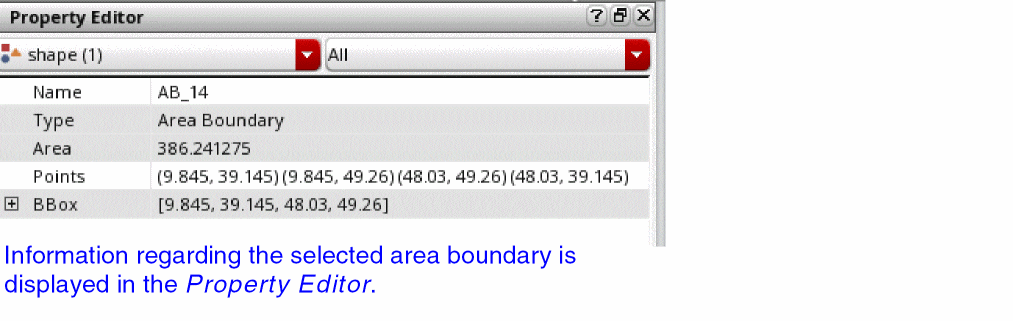 Property Editor
shape (1) All
Name AB_14
Type Area Boundary
Area 386.241275
Points (9.845, 39.145) (9.845, 49.26) (48.03, 49.26) (48.03, 39.145)
BBox [9.845, 39.145, 48.03, 49.26]
Information regarding the selected area boundary is
displayed in the Property Editor.